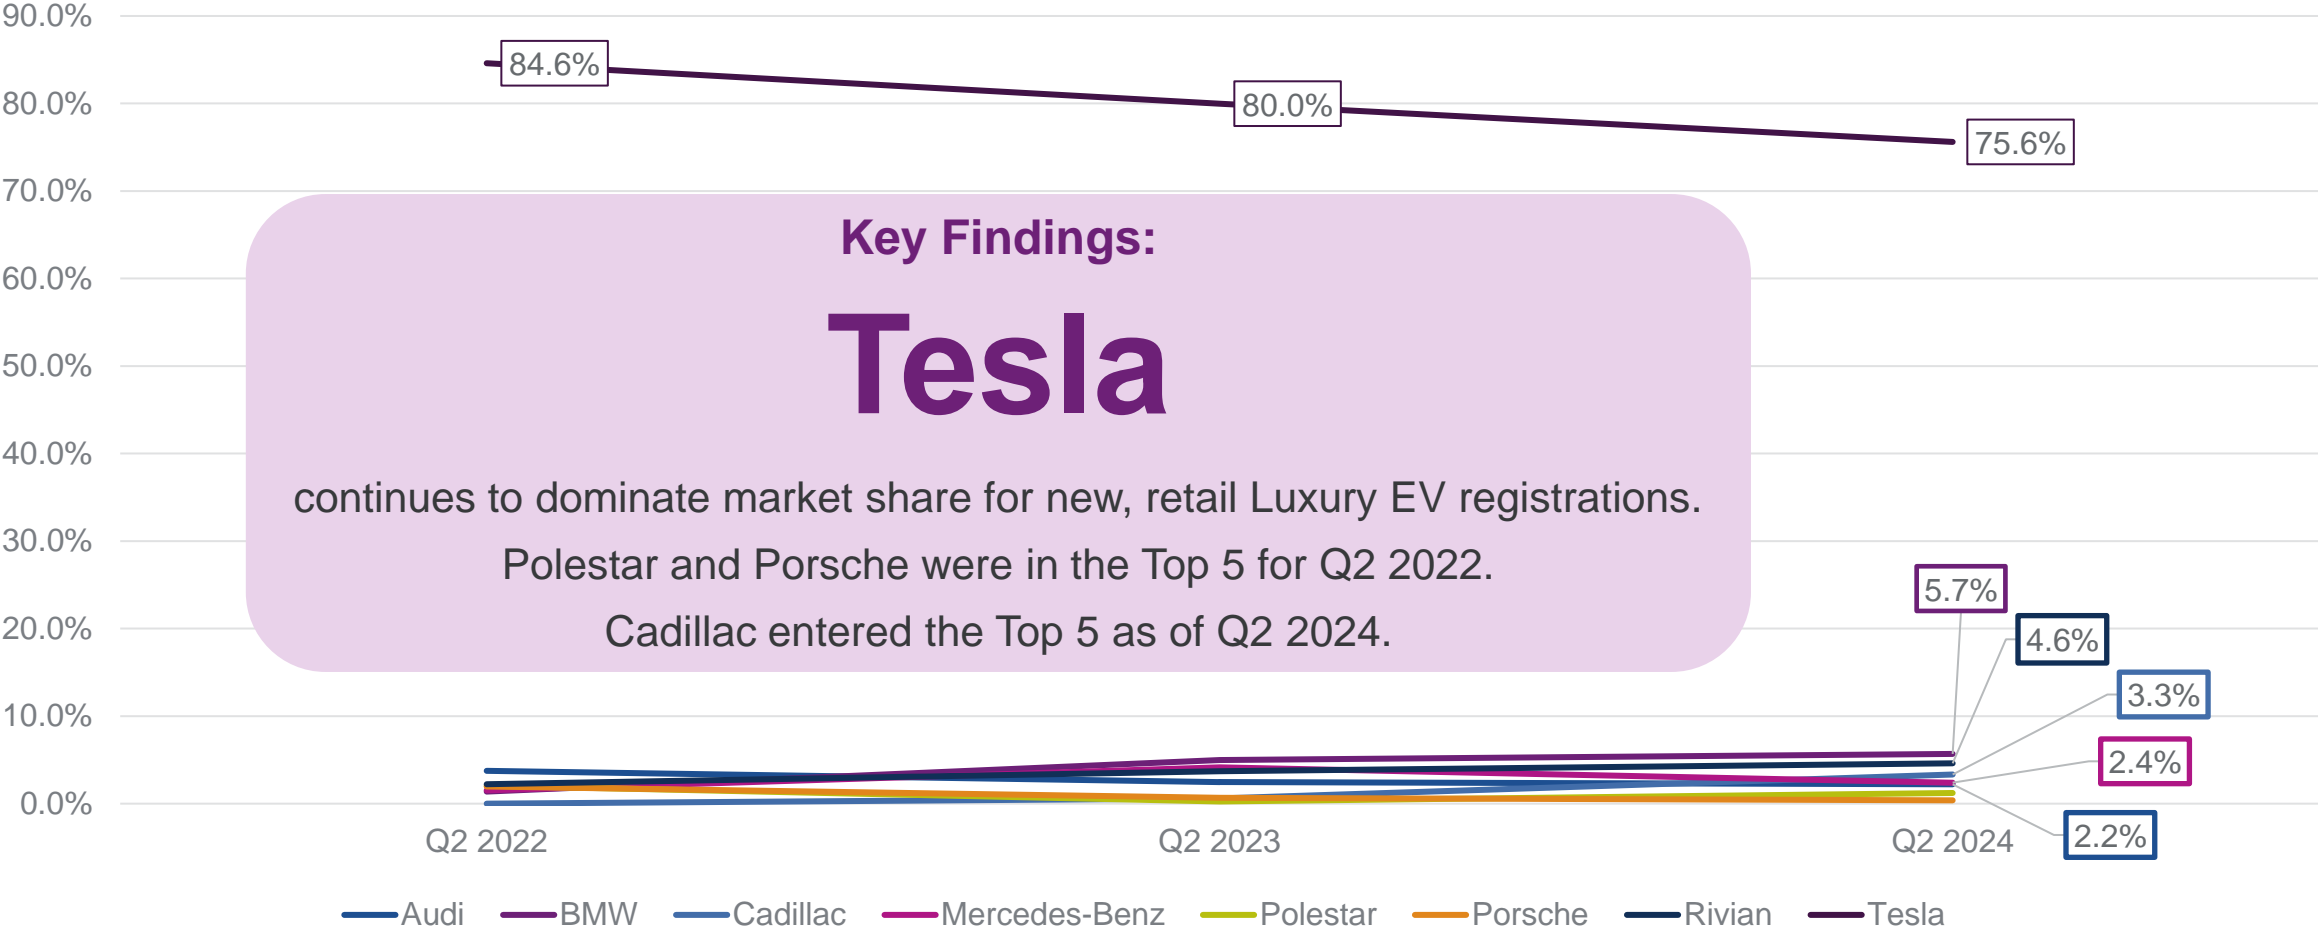 90.0%
84.6%
80.0%
80.0%
75.6%
70.0%
Key Findings:
60.0%
Tesla
50.0%
40.0%
continues to dominate market share for new, retail Luxury EV registrations.
30.0%
Polestar and Porsche were in the Top 5 for Q2 2022.
5.7%
20.0%
Cadillac entered the Top 5 as of Q2 2024.
4.6%
3.3%
10.0%
2.4%
0.0%
2.2%
Q2 2022 Q2 2023 Q2 2024
Audi BMW Cadillac Mercedes-Benz Polestar Porsche Rivian Tesla